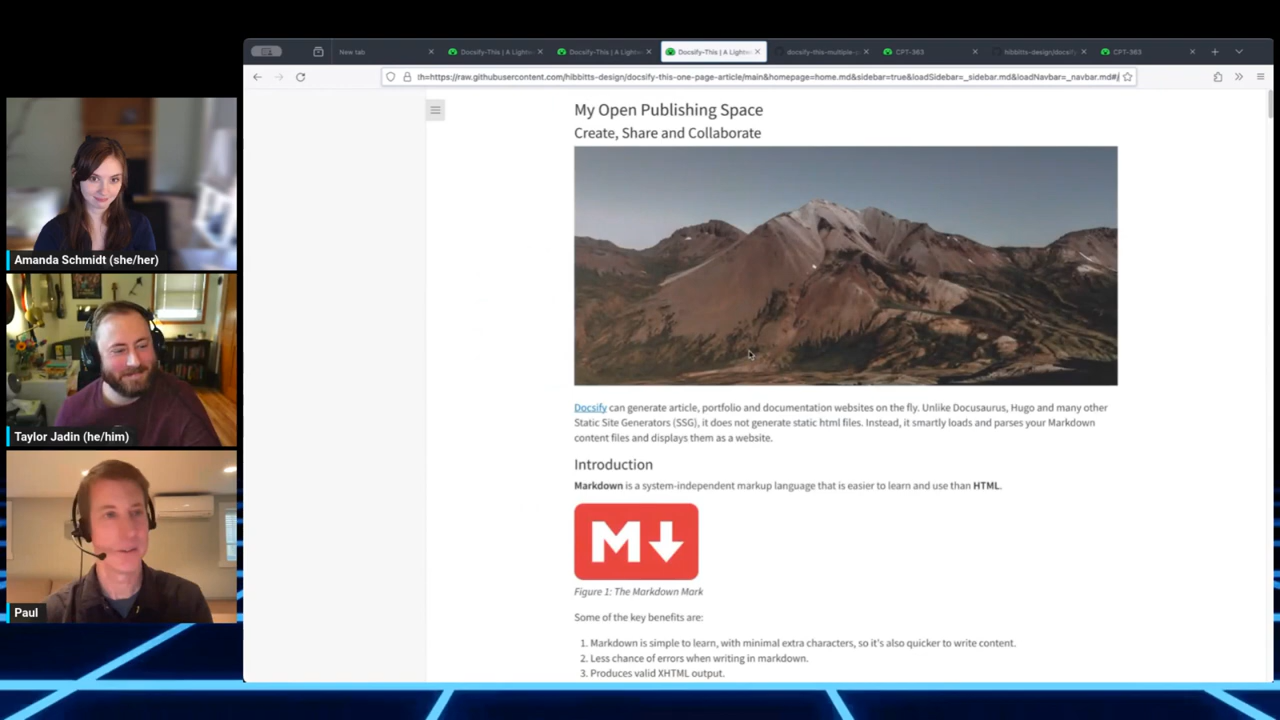 New tab
Docsify-This | A Lightw
Docsify-This | A Lightw
Docsify-This | A Lightw
docsify-this-multiple-
CPT-363
hibbitts-design/docsify
CPT-363
th=https://raw.githubusercontent.com/hibbitts-design/docsify-this-one-page-article/main&homepage=home.md&sidebar=true&loadSidebar=_sidebar.md&loadNavbar=_navbar.md#/
My Open Publishing Space
Create, Share and Collaborate
Docsify can generate article, portfolio and documentation websites on the fly. Unlike Docusaurus, Hugo and many other
Static Site Generators (SSG), it does not generate static html files. Instead, it smartly loads and parses your Markdown
content files and displays them as a website.
Introduction
Markdown is a system-independent markup language that is easier to learn and use than HTML.
M
Figure 1: The Markdown Mark
Some of the key benefits are:
1. Markdown is simple to learn, with minimal extra characters, so it's also quicker to write content.
2. Less chance of errors when writing in markdown.
3. Produces valid XHTML output.
Amanda Schmidt (she/her)
Taylor Jadin (he/him)
Paul